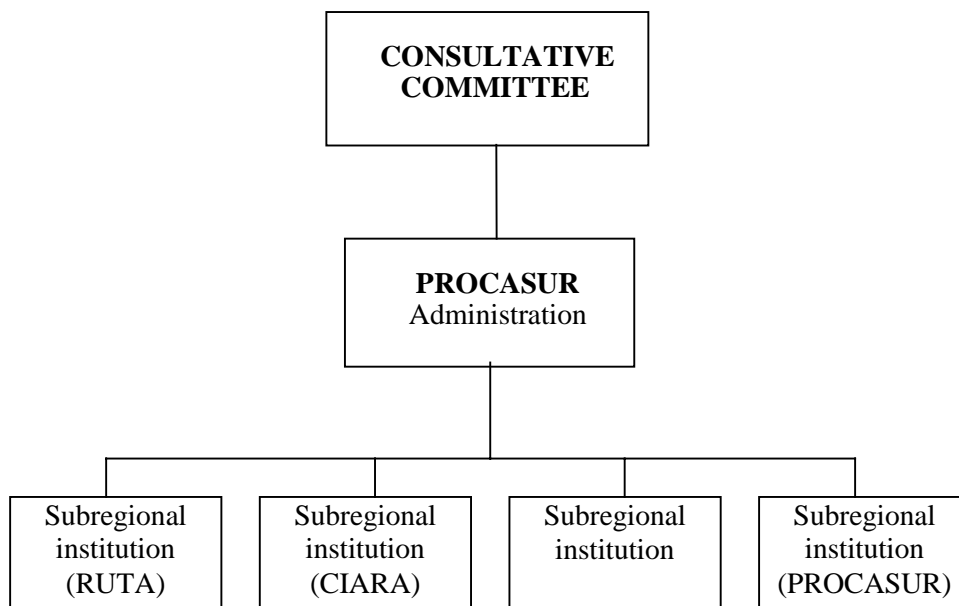 CONSULTATIVE
COMMITTEE
PROCASUR
Administration
Subregional
institution
(RUTA)
Subregional
institution
(CIARA)
Subregional
institution
Subregional
institution
(PROCASUR)